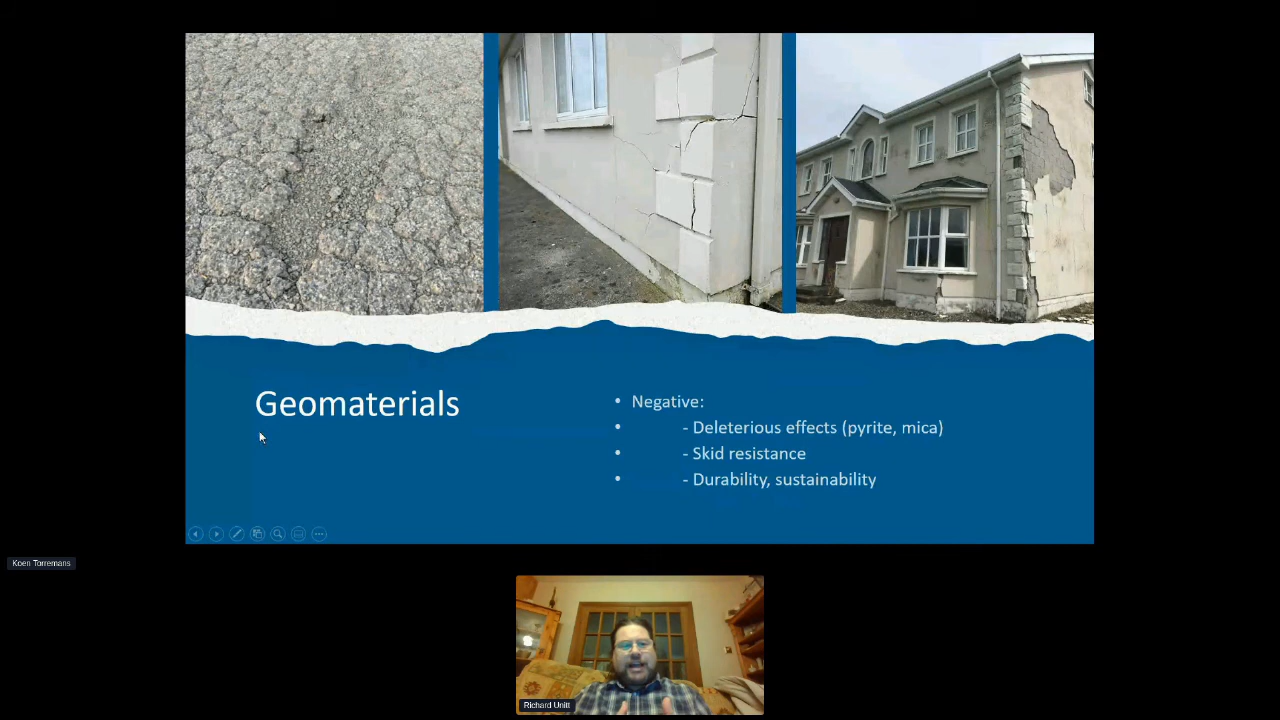 Geomaterials
• Negative:
• - Deleterious effects (pyrite, mica)
• - Skid resistance
• - Durability, sustainability
Koen Torremans
Richard Unitt